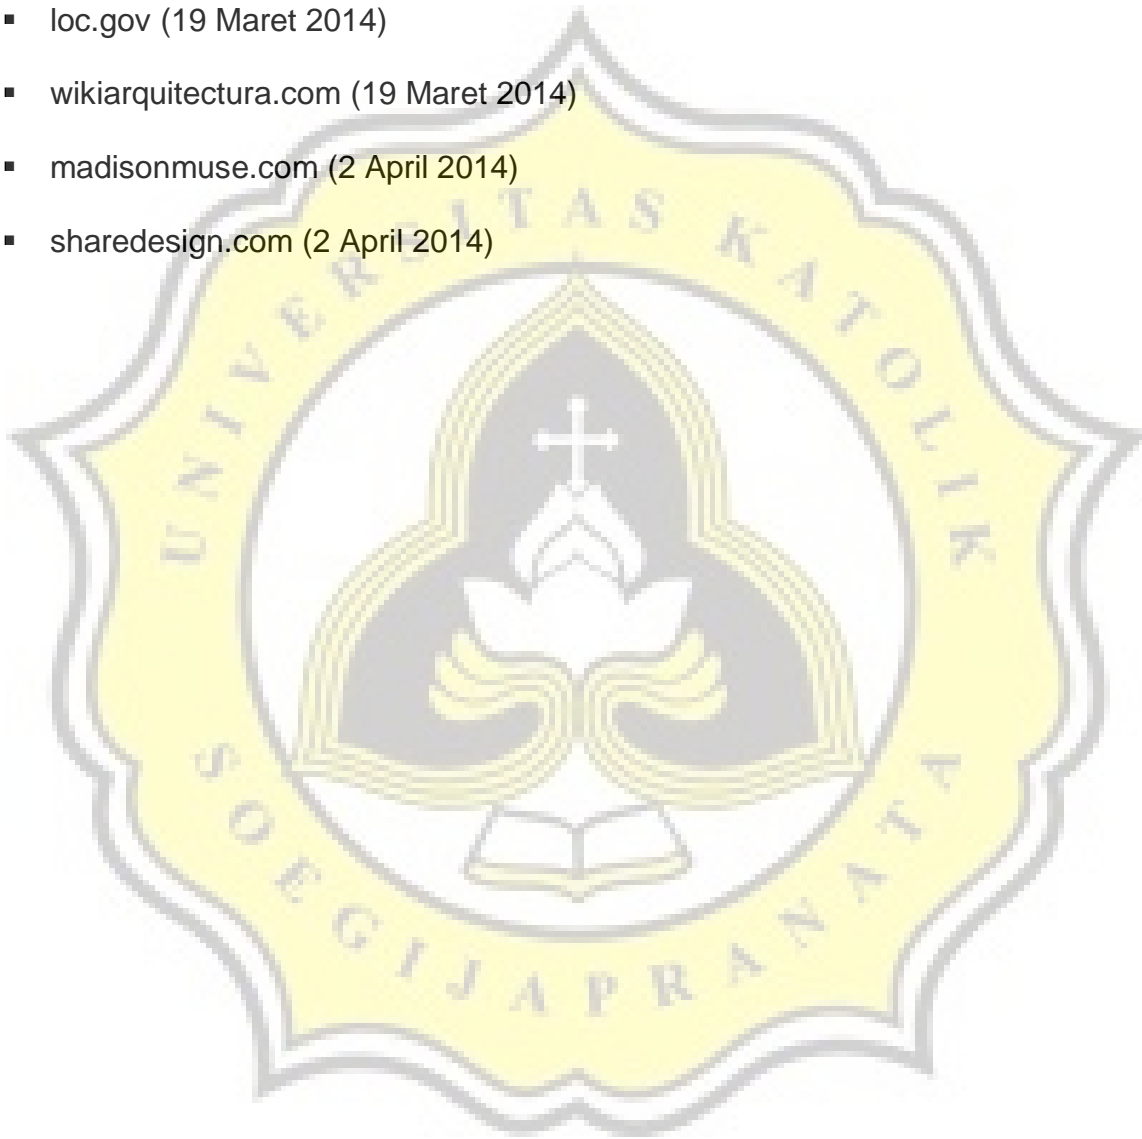 ▪ loc.gov (19 Maret 2014)
▪ wikiarquitectura.com (19 Maret 2014)
▪ madisonmuse.com (2 April 2014)
▪ sharedesign.com (2 April 2014)
UNIVERSITAS KATOLIK
SOEGIJAPRANATA